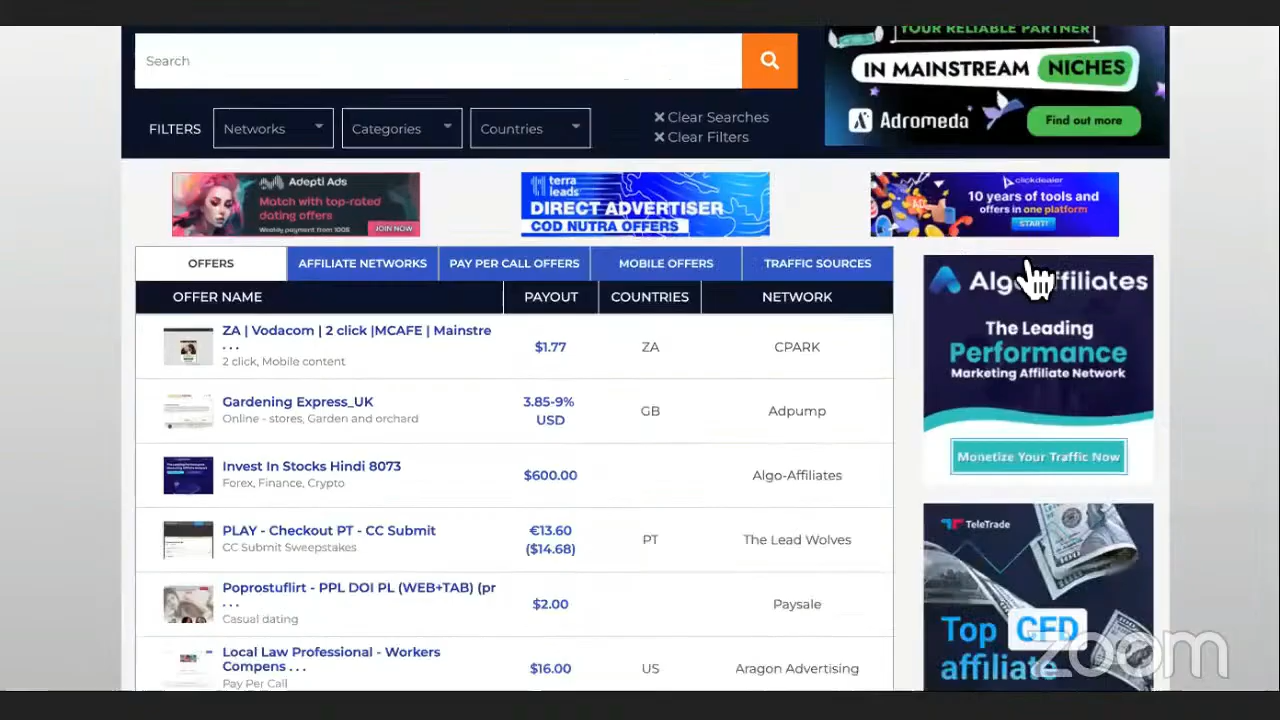 YOUR RELIABLE PARTNER
IN MAINSTREAM NICHES
Adromeda
Find out more
Search
FILTERS
Networks
Categories
Countries
Clear Searches
Clear Filters
Adepti Ads
Match with top-rated
dating offers
Weekly payment from 100$
JOIN NOW
terra
leads
DIRECT ADVERTISER
COD NUTRA OFFERS
clickdealer
10 years of tools and
offers in one platform
START!
OFFERS
AFFILIATE NETWORKS
PAY PER CALL OFFERS
MOBILE OFFERS
TRAFFIC SOURCES
OFFER NAME
PAYOUT
COUNTRIES
NETWORK
ZA | Vodacom | 2 click |MCAFE | Mainstre
. . .
2 click, Mobile content
$1.77
ZA
CPARK
Gardening Express_UK
Online - stores, Garden and orchard
3.85-9%
USD
GB
Adpump
Invest In Stocks Hindi 8073
Forex, Finance, Crypto
$600.00
Algo-Affiliates
PLAY - Checkout PT - CC Submit
CC Submit Sweepstakes
€13.60
($14.68)
PT
The Lead Wolves
Poprostuflirt - PPL DOI PL (WEB+TAB) (pr
. . .
Casual dating
$2.00
Paysale
Local Law Professional - Workers
Compens . . .
Pay Per Call
$16.00
US
Aragon Advertising
Algo-Affiliates
The Leading
Performance
Marketing Affiliate Network
Monetize Your Traffic Now
TeleTrade
Top CFD
affiliate
zoom